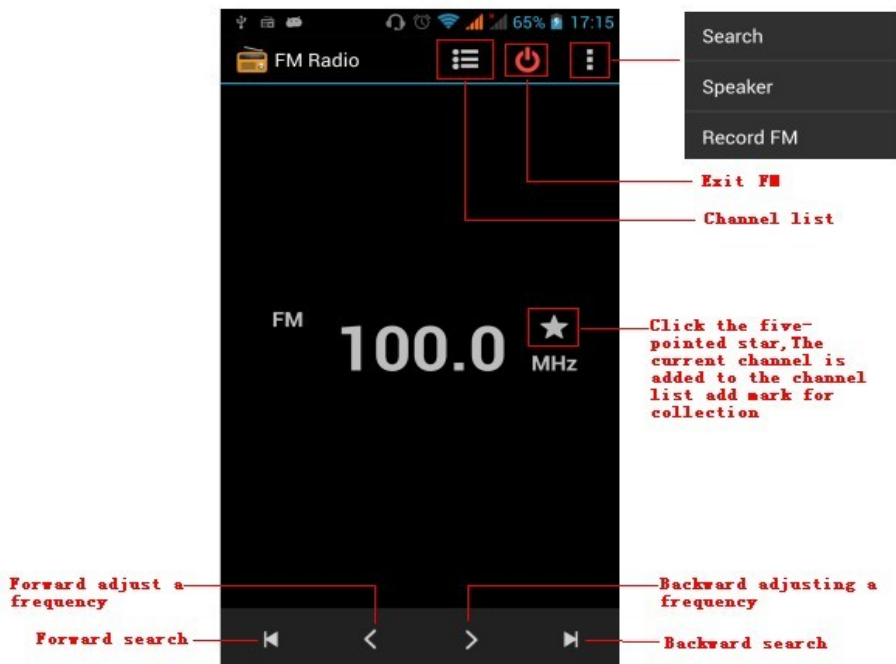 65% 17:15
FM Radio
Search
Speaker
Record FM
Exit FM
Channel list
FM
100.0
MHz
Click the five-
pointed star,The
current channel is
added to the channel
list add mark for
collection
Forward adjust a
frequency
Backward adjusting a
frequency
Forward search
Backward search